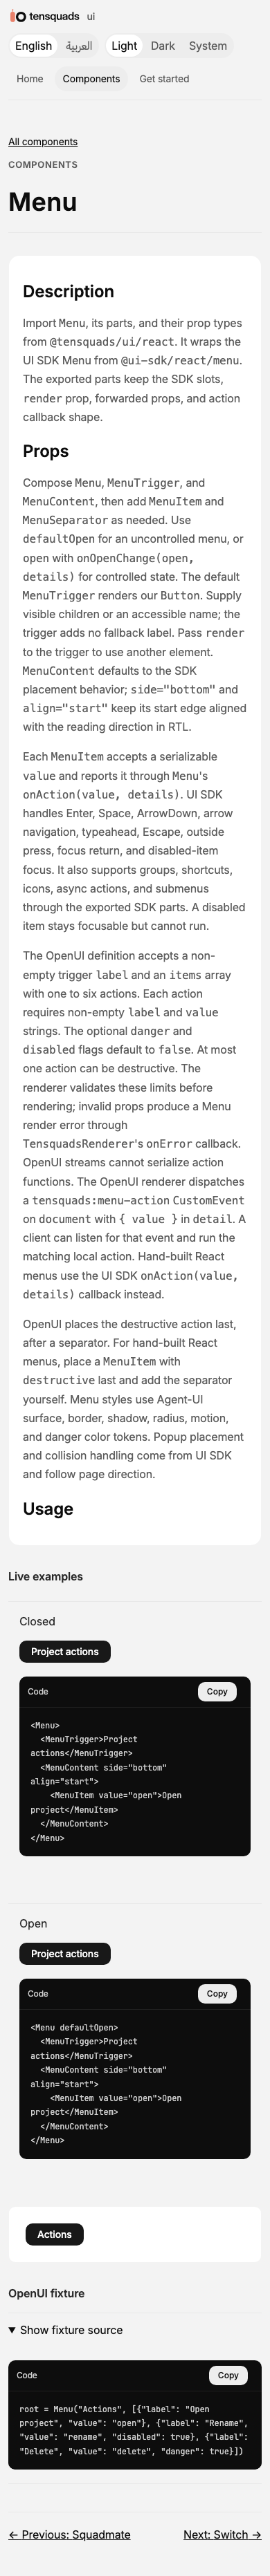 tensquads ui
English العربية Light Dark System
Home Components Get started
All components
COMPONENTS
Menu
Description
Import Menu, its parts, and their prop types
from @tensquads/ui/react. It wraps the
UI SDK Menu from @ui-sdk/react/menu.
The exported parts keep the SDK slots,
render prop, forwarded props, and action
callback shape.
Props
Compose Menu, MenuTrigger, and
MenuContent, then add MenuItem and
MenuSeparator as needed. Use
defaultOpen for an uncontrolled menu, or
open with onOpenChange(open,
details) for controlled state. The default
MenuTrigger renders our Button. Supply
visible children or an accessible name; the
trigger adds no fallback label. Pass render
to the trigger to use another element.
MenuContent defaults to the SDK
placement behavior; side="bottom" and
align="start" keep its start edge aligned
with the reading direction in RTL.
Each MenuItem accepts a serializable
value and reports it through Menu's
onAction(value, details). UI SDK
handles Enter, Space, ArrowDown, arrow
navigation, typeahead, Escape, outside
press, focus return, and disabled-item
focus. It also supports groups, shortcuts,
icons, async actions, and submenus
through the exported SDK parts. A disabled
item stays focusable but cannot run.
The OpenUI definition accepts a non-
empty trigger label and an items array
with one to six actions. Each action
requires non-empty label and value
strings. The optional danger and
disabled flags default to false. At most
one action can be destructive. The
renderer validates these limits before
rendering; invalid props produce a Menu
render error through
TensquadsRenderer's onError callback.
OpenUI streams cannot serialize action
functions. The OpenUI renderer dispatches
a tensquads:menu-action CustomEvent
on document with { value } in detail. A
client can listen for that event and run the
matching local action. Hand-built React
menus use the UI SDK onAction(value,
details) callback instead.
OpenUI places the destructive action last,
after a separator. For hand-built React
menus, place a MenuItem with
destructive last and add the separator
yourself. Menu styles use Agent-UI
surface, border, shadow, radius, motion,
and danger color tokens. Popup placement
and collision handling come from UI SDK
and follow page direction.
Usage
Live examples
Closed
Project actions
Code Copy
<Menu>
<MenuTrigger>Project
actions</MenuTrigger>
<MenuContent side="bottom"
align="start">
<MenuItem value="open">Open
project</MenuItem>
</MenuContent>
</Menu>
Open
Project actions
Code Copy
<Menu defaultOpen>
<MenuTrigger>Project
actions</MenuTrigger>
<MenuContent side="bottom"
align="start">
<MenuItem value="open">Open
project</MenuItem>
</MenuContent>
</Menu>
Actions
OpenUI fixture
▼ Show fixture source
Code Copy
root = Menu("Actions", [{"label": "Open
project", "value": "open"}, {"label": "Rename",
"value": "rename", "disabled": true}, {"label":
"Delete", "value": "delete", "danger": true}])
← Previous: Squadmate Next: Switch →